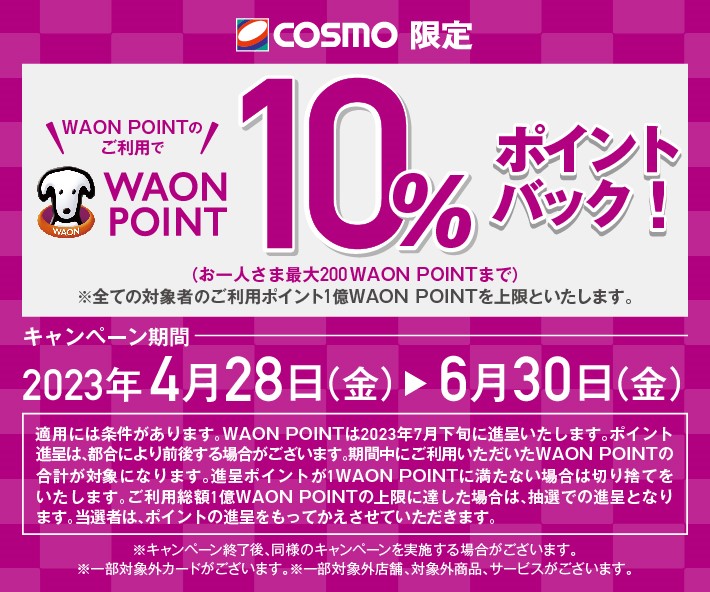 COSMO 限定
WAON POINTの
ご利用で
WAON
WAON
POINT
10%
ポイント
バック！
（お一人さま最大200WAON POINTまで）
※全ての対象者のご利用ポイント1億WAON POINTを上限といたします。
キャンペーン期間
2023年4月28日（金）▶6月30日（金）
適用には条件があります。WAON POINTは2023年7月下旬に進呈いたします。ポイント
進呈は、都合により前後する場合がございます。期間中にご利用いただいたWAON POINTの
合計が対象になります。進呈ポイントが1WAON POINTに満たない場合は切り捨てを
いたします。ご利用総額1億WAON POINTの上限に達した場合は、抽選での進呈となり
ます。当選者は、ポイントの進呈をもってかえさせていただきます。
※キャンペーン終了後、同様のキャンペーンを実施する場合がございます。
※一部対象外カードがございます。※一部対象外店舗、対象外商品、サービスがございます。